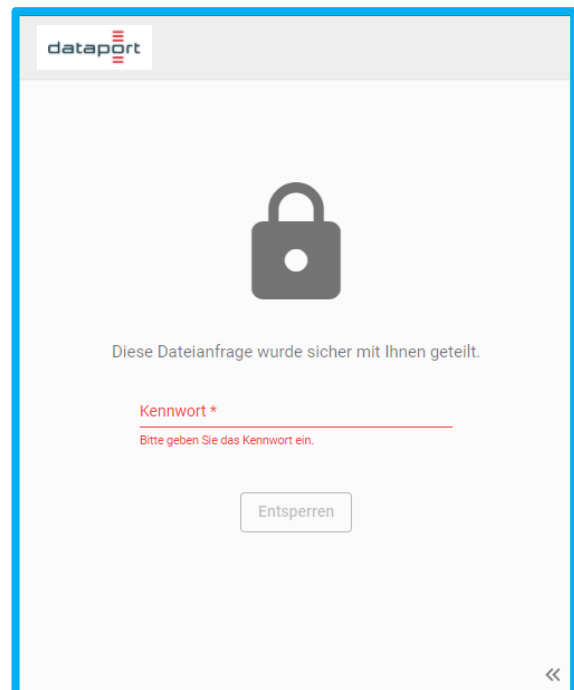 dataport
Diese Dateianfrage wurde sicher mit Ihnen geteilt.
Kennwort *
Bitte geben Sie das Kennwort ein.
Entsperren